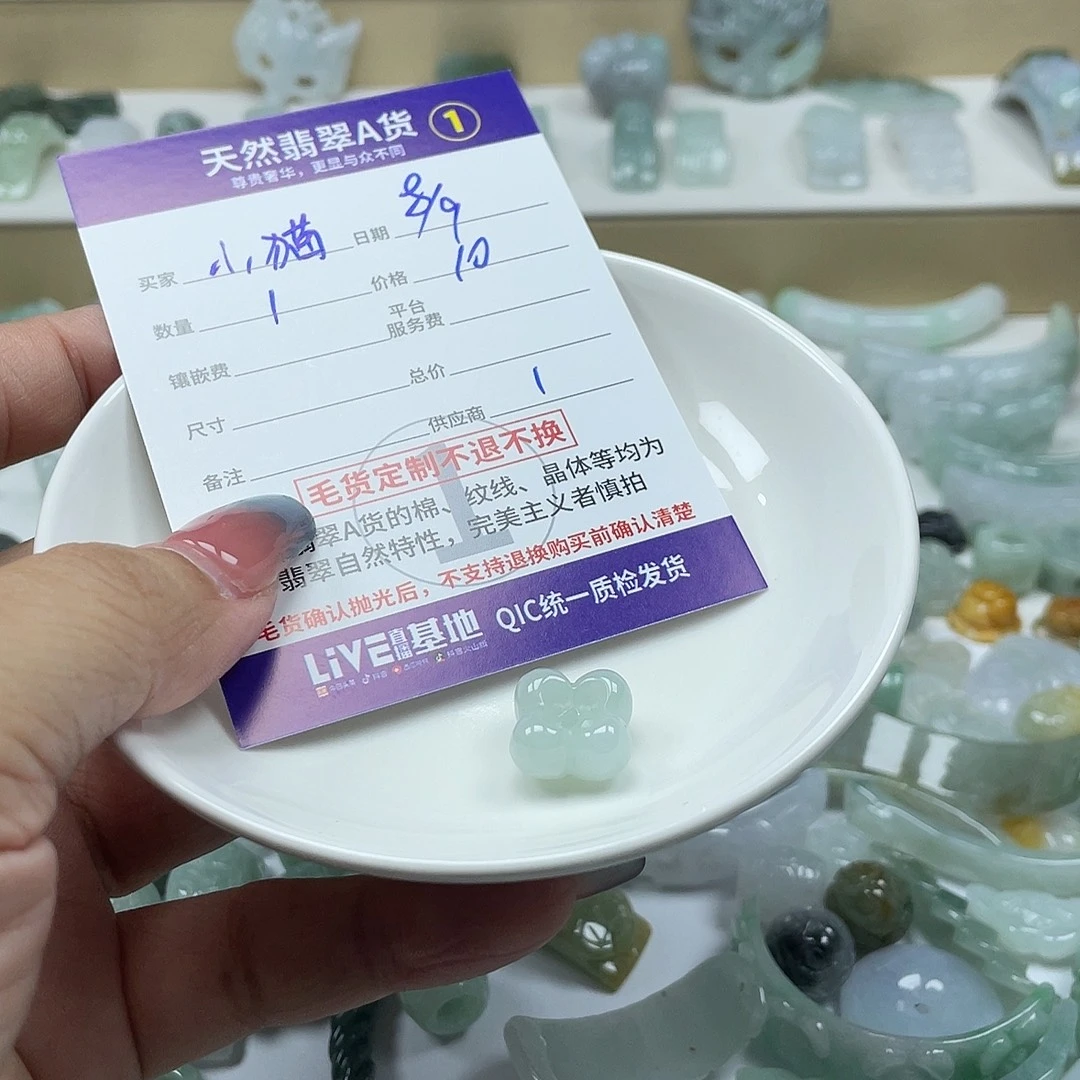 天然翡翠A货 1
尊贵奢华，更显与众不同
买家 小猫 日期 8/9
数量 1 价格 10
镶嵌费 平台服务费
尺寸 总价
备注 供应商 1
毛货定制不退不换
翡翠A货的棉、纹线、晶体等均为
翡翠自然特性，完美主义者慎拍
毛货确认抛光后，不支持退换购买前确认清楚
LIVE直播基地 QIC统一质检发货